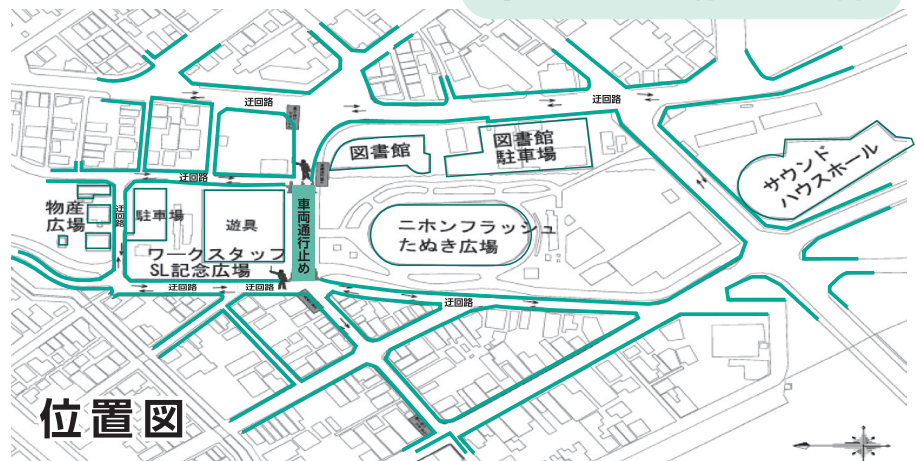 迂回路
迂回路
図書館
図書館
駐車場
サウンド
ハウスホール
迂回路
物産
広場
迂回路
駐車場
遊具
車両通行止め
ニホンフラッシュ
たぬき広場
ワークスタッフ
SL記念広場
迂回路
迂回路
迂回路
位置図